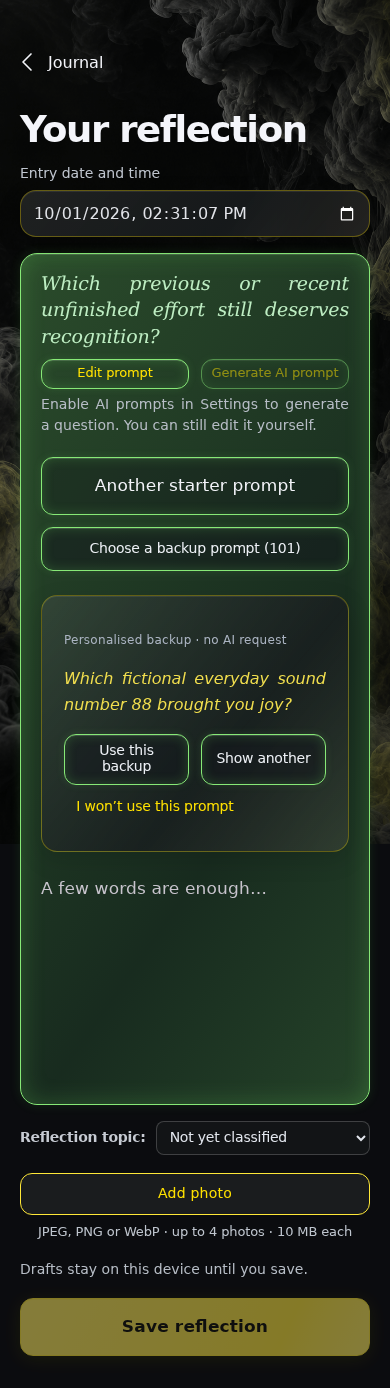 Journal
Your reflection
Entry date and time
10/01/2026, 02:31:07 PM
Which previous or recent
unfinished effort still deserves
recognition?
Edit prompt
Generate AI prompt
Enable AI prompts in Settings to generate
a question. You can still edit it yourself.
Another starter prompt
Choose a backup prompt (101)
Personalised backup · no AI request
Which fictional everyday sound
number 88 brought you joy?
Use this
backup
Show another
I won’t use this prompt
A few words are enough…
Reflection topic:
Not yet classified
Add photo
JPEG, PNG or WebP · up to 4 photos · 10 MB each
Drafts stay on this device until you save.
Save reflection